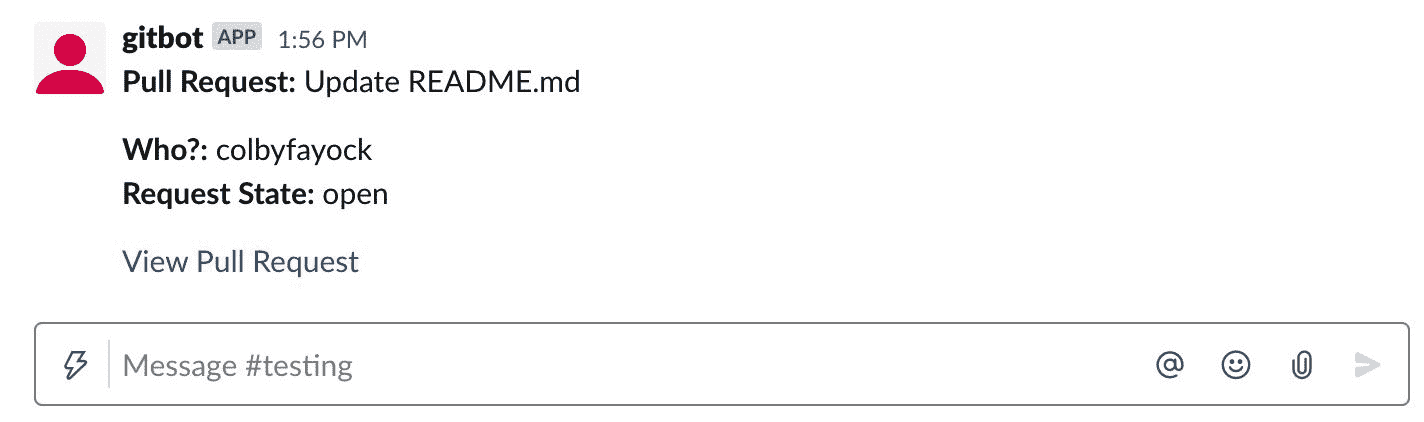 gitbot APP 1:56 PM
Pull Request: Update README.md
Who?: colbyfayock
Request State: open
View Pull Request
Message #testing